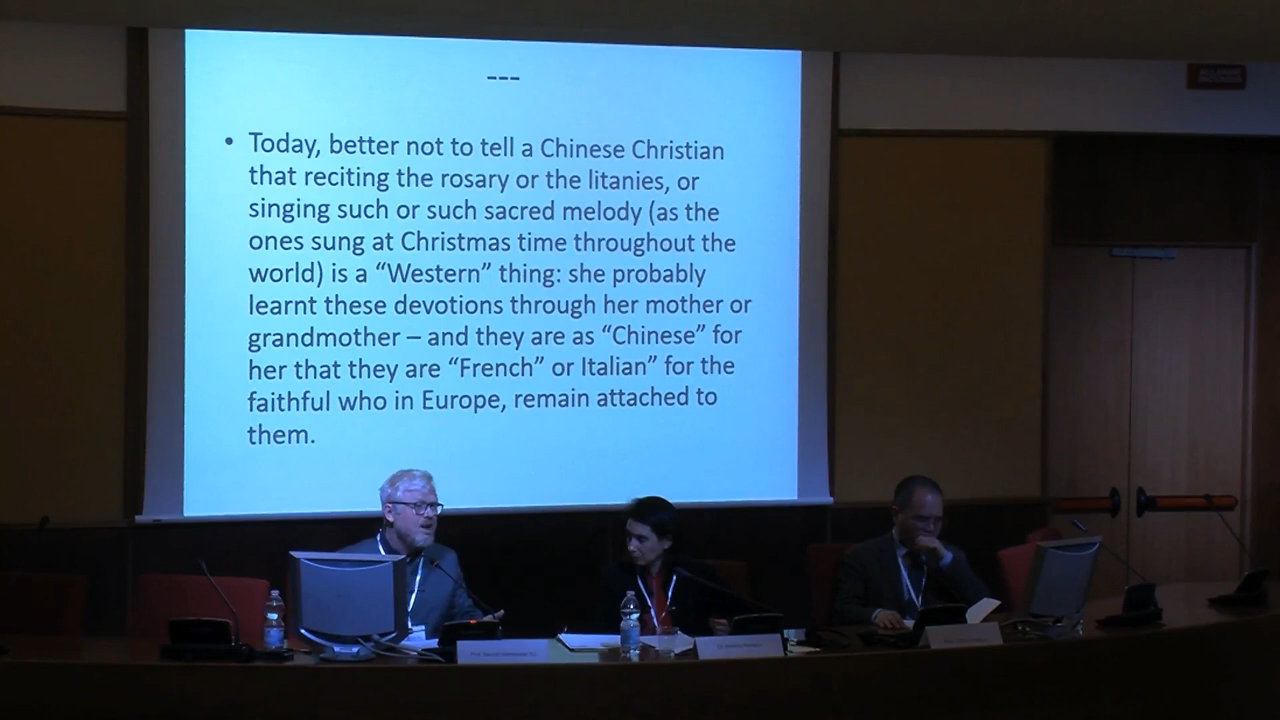 ---
• Today, better not to tell a Chinese Christian
that reciting the rosary or the litanies, or
singing such or such sacred melody (as the
ones sung at Christmas time throughout the
world) is a “Western” thing: she probably
learnt these devotions through her mother or
grandmother – and they are as “Chinese” for
her that they are “French” or Italian” for the
faithful who in Europe, remain attached to
them.